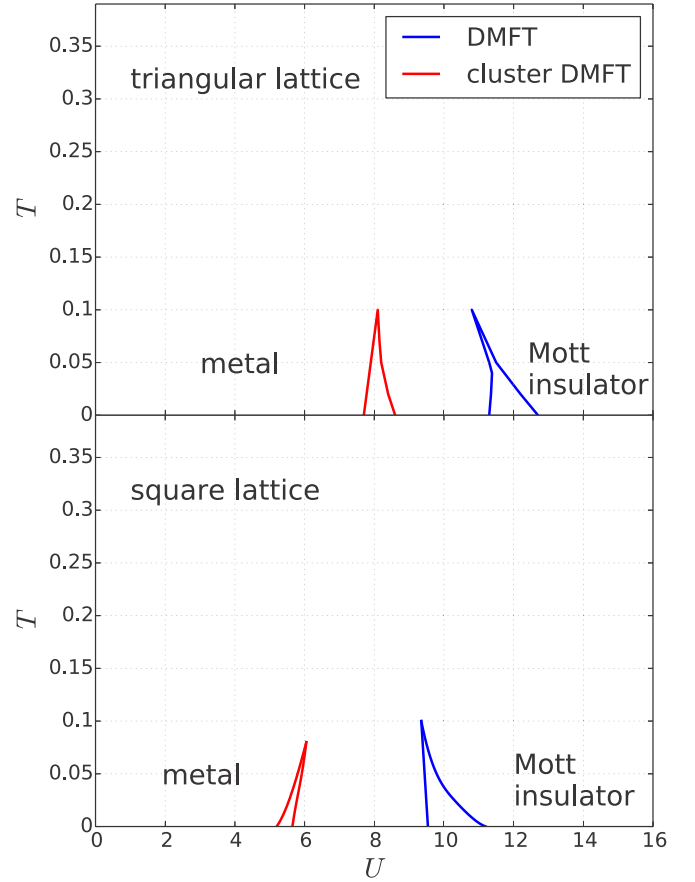 DMFT
cluster DMFT
triangular lattice
0.35
0.3
0.25
0.2
0.15
0.1
0.05
0
T
metal
Mott
insulator
square lattice
0.35
0.3
0.25
0.2
0.15
0.1
0.05
0
T
metal
Mott
insulator
0 2 4 6 8 10 12 14 16
U